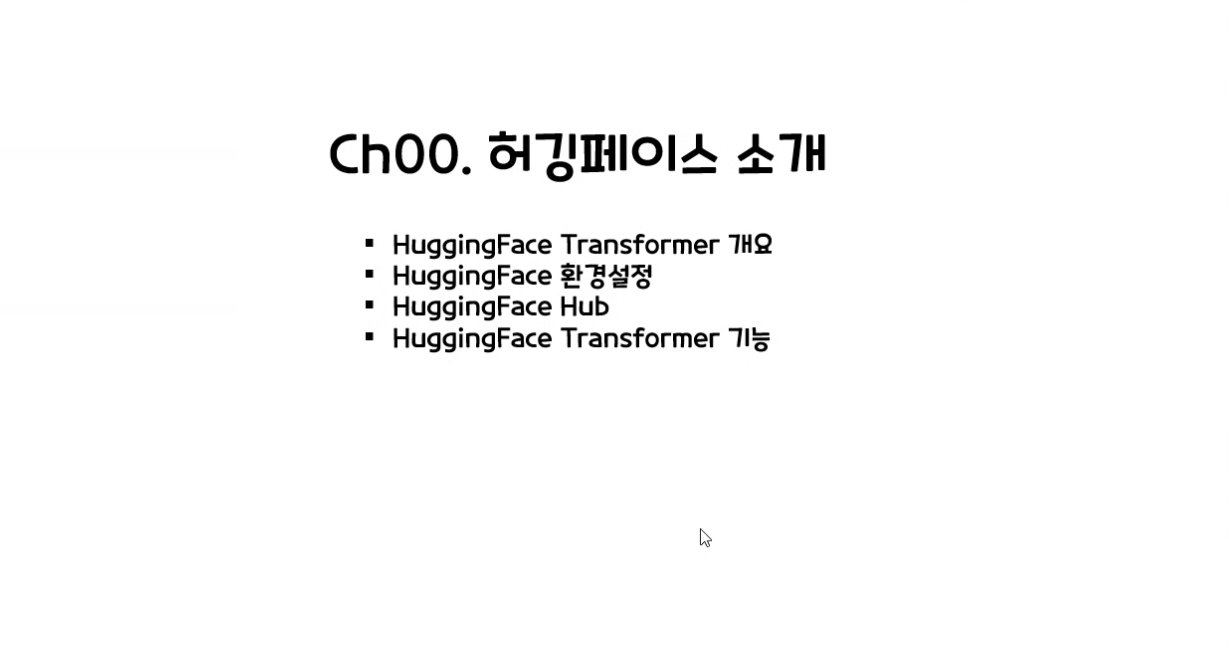 Ch00. 허깅페이스 소개
▪ HuggingFace Transformer 개요
▪ HuggingFace 환경설정
▪ HuggingFace Hub
▪ HuggingFace Transformer 기능